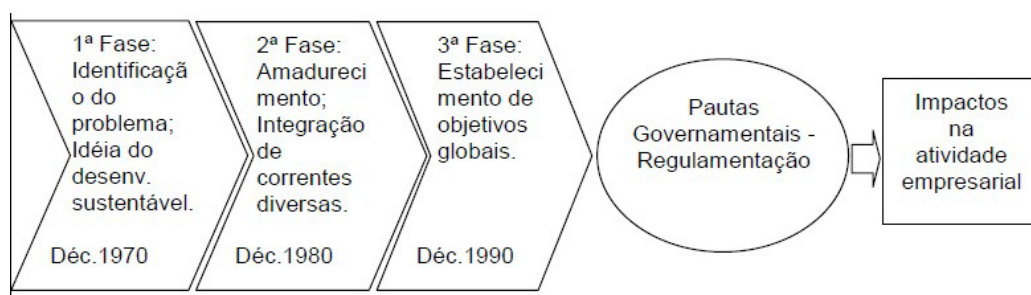 1ª Fase:
Identificaçã
o do
problema;
Idéia do
desenv.
sustentável.
Déc.1970
2ª Fase:
Amadureci
mento;
Integração
de
correntes
diversas.
Déc.1980
3ª Fase:
Estabeleci
mento de
objetivos
globais.
Déc.1990
Pautas
Governamentais -
Regulamentação
Impactos
na
atividade
empresarial